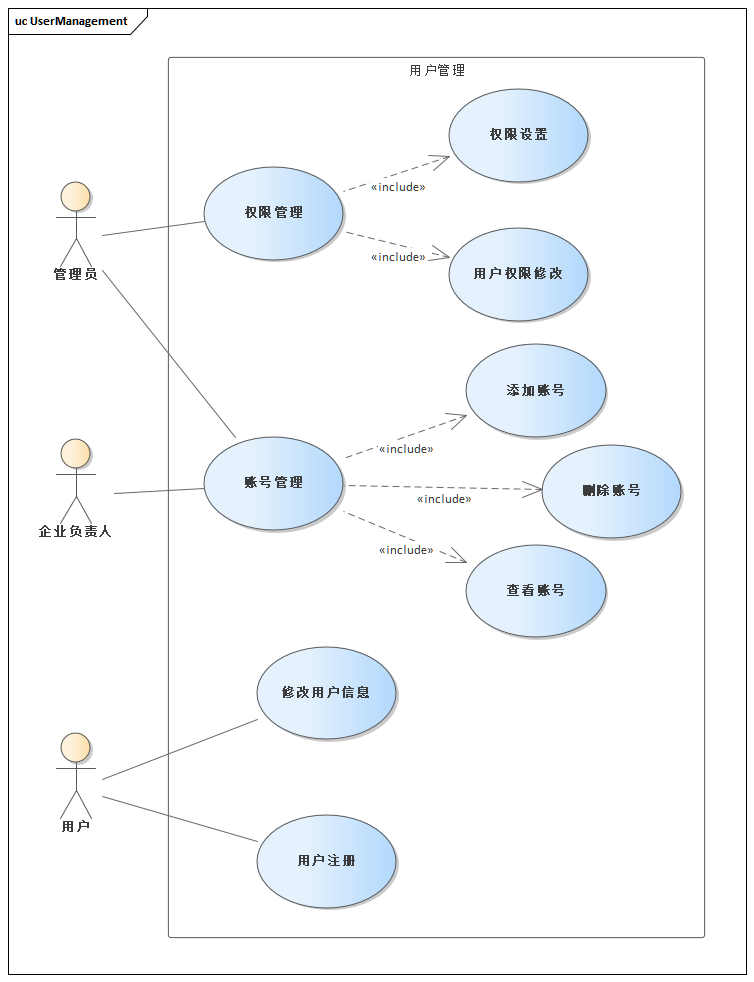 uc UserManagement
用户管理
权限设置
«include»
权限管理
管理员
«include»
用户权限修改
添加账号
«include»
账号管理
删除账号
«include»
企业负责人
«include»
查看账号
修改用户信息
用户
用户注册